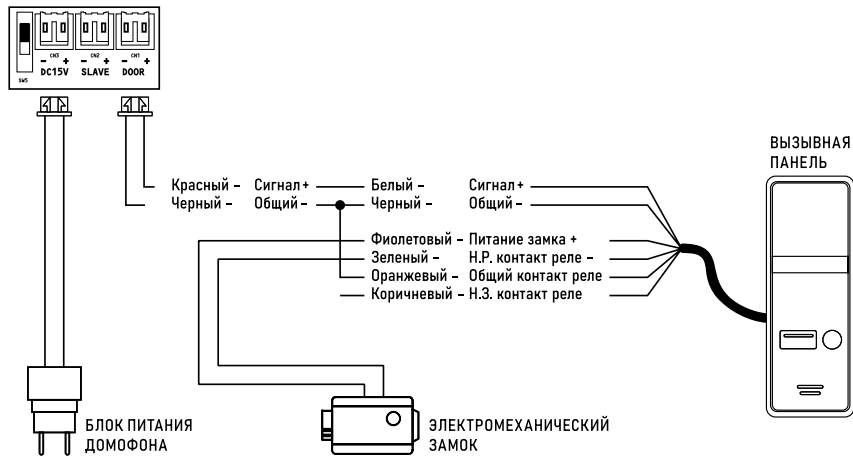 CN3 CN2 CN1
- + - + - +
DC15V SLAVE DOOR
SW5
ВЫЗЫВНАЯ
ПАНЕЛЬ
Красный – Сигнал+ Белый – Сигнал+
Черный – Общий – Черный – Общий –
Фиолетовый – Питание замка +
Зеленый – Н.Р. контакт реле –
Оранжевый – Общий контакт реле
Коричневый – Н.З. контакт реле
БЛОК ПИТАНИЯ
ДОМОФОНА
ЭЛЕКТРОМЕХАНИЧЕСКИЙ
ЗАМОК